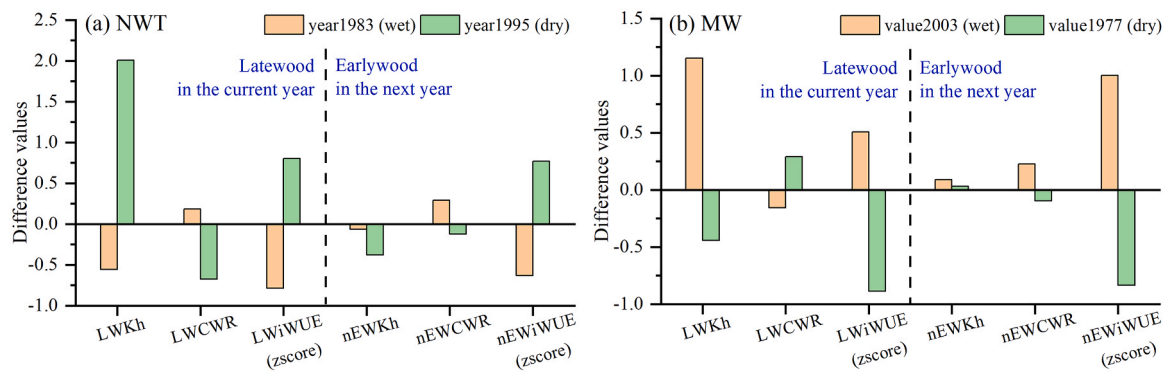 (a) NWT
year1983 (wet)
year1995 (dry)
Latewood
in the current year
Earlywood
in the next year
Difference values
2.0
1.5
1.0
0.5
0.0
-0.5
-1.0
LWKh
LWCWR
LWiWUE
(zscore)
nEWKh
nEWCWR
nEWiWUE
(zscore)
(b) MW
value2003 (wet)
value1977 (dry)
Latewood
in the current year
Earlywood
in the next year
Difference values
1.5
1.0
0.5
0.0
-0.5
-1.0
LWKh
LWCWR
LWiWUE
(zscore)
nEWKh
nEWCWR
nEWiWUE
(zscore)